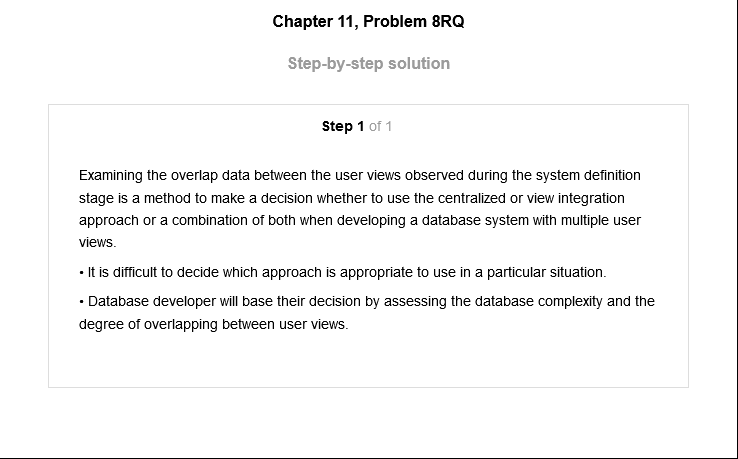 Chapter 11, Problem 8RQ
Step-by-step solution
Step 1 of 1
Examining the overlap data between the user views observed during the system definition
stage is a method to make a decision whether to use the centralized or view integration
approach or a combination of both when developing a database system with multiple user
views.
• It is difficult to decide which approach is appropriate to use in a particular situation.
• Database developer will base their decision by assessing the database complexity and the
degree of overlapping between user views.